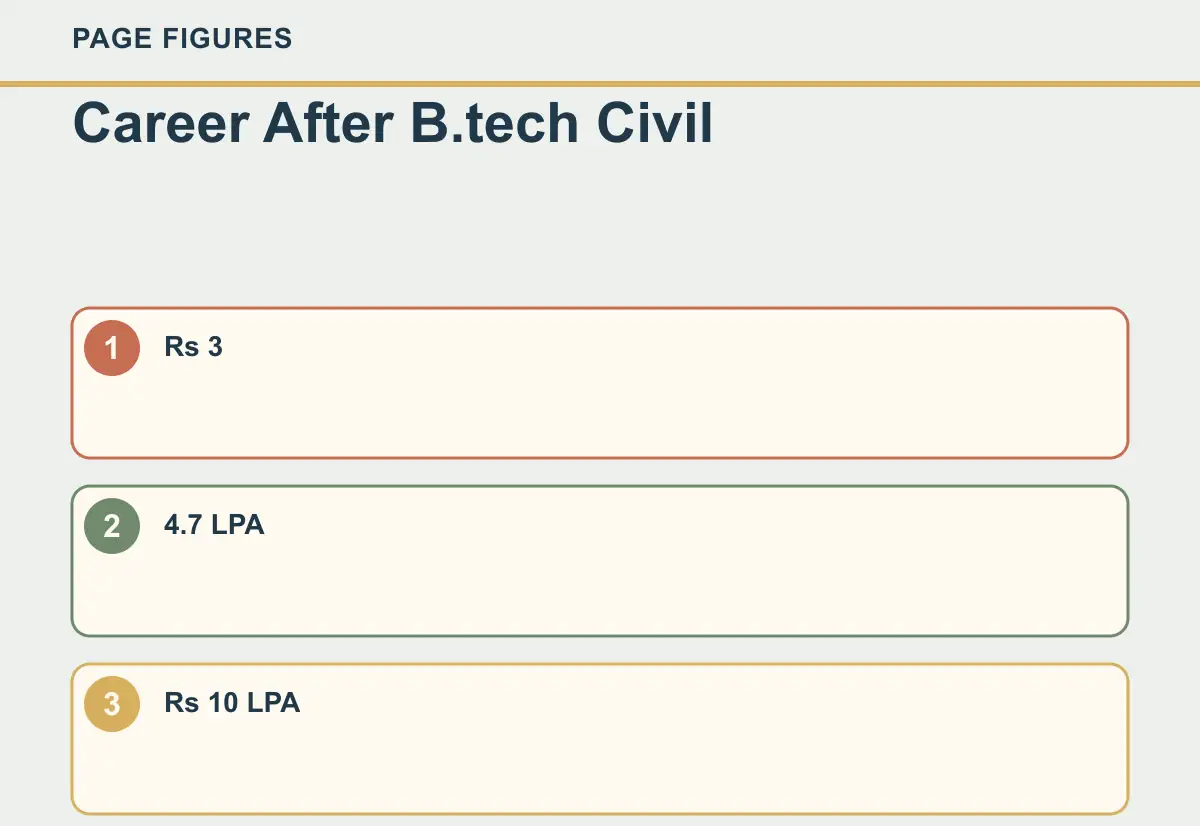 PAGE FIGURES
Career After B.tech Civil
1 Rs 3
2 4.7 LPA
3 Rs 10 LPA